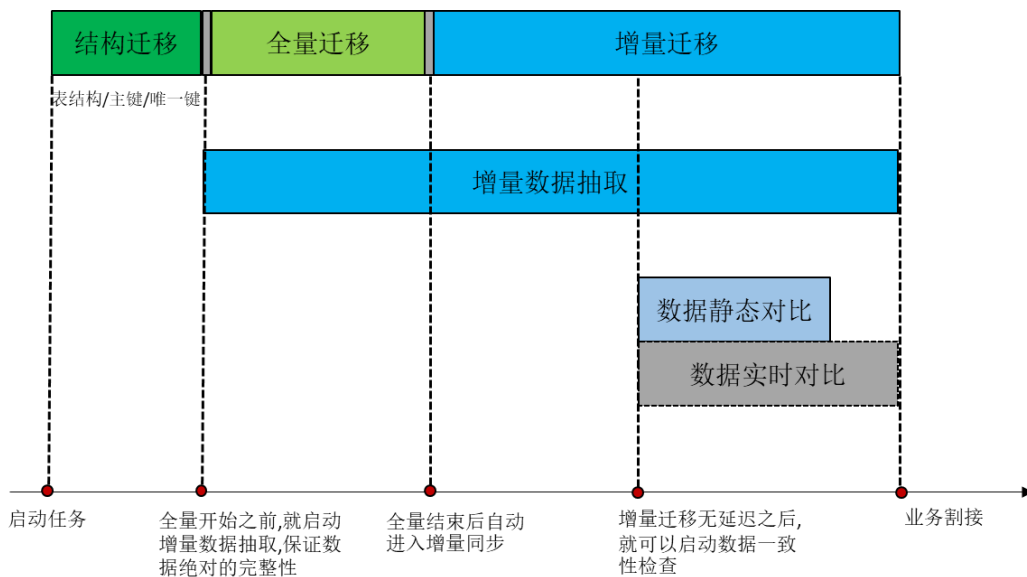 结构迁移
全量迁移
增量迁移
表结构/主键/唯一键
增量数据抽取
数据静态对比
数据实时对比
启动任务
全量开始之前,就启动
增量数据抽取,保证数
据绝对的完整性
全量结束后自动
进入增量同步
增量迁移无延迟之后,
就可以启动数据一致
性检查
业务割接